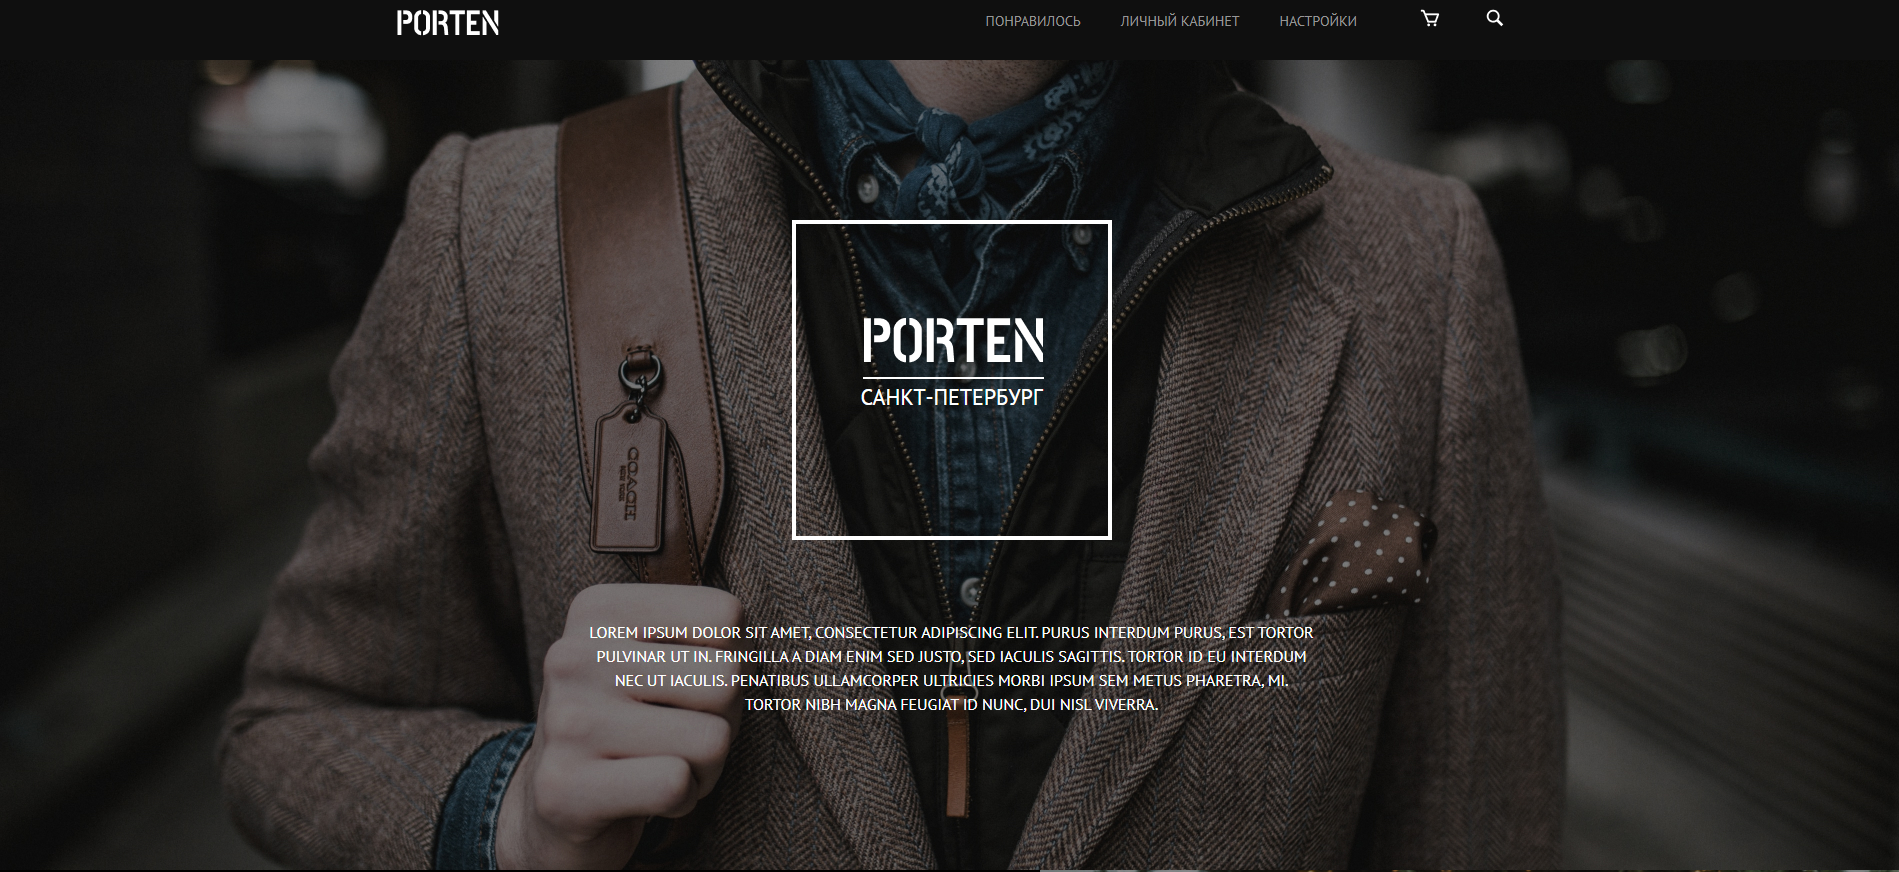 PORTEN
ПОНРАВИЛОСЬ
ЛИЧНЫЙ КАБИНЕТ
НАСТРОЙКИ
PORTEN
САНКТ-ПЕТЕРБУРГ
COACH
NEW YORK
LOREM IPSUM DOLOR SIT AMET, CONSECTETUR ADIPISCING ELIT. PURUS INTERDUM PURUS, EST TORTOR
PULVINAR UT IN. FRINGILLA A DIAM ENIM SED JUSTO, SED IACULIS SAGITTIS. TORTOR ID EU INTERDUM
NEC UT IACULIS. PENATIBUS ULLAMCORPER ULTRICIES MORBI IPSUM SEM METUS PHARETRA, MI.
TORTOR NIBH MAGNA FEUGIAT ID NUNC, DUI NISL VIVERRA.